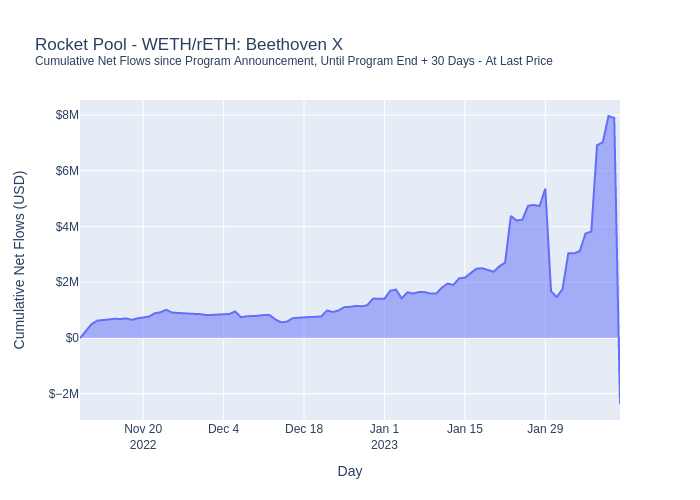 Rocket Pool - WETH/rETH: Beethoven X
Cumulative Net Flows since Program Announcement, Until Program End + 30 Days - At Last Price
Cumulative Net Flows (USD)
$8M
$6M
$4M
$2M
$0
$−2M
Nov 20
2022
Dec 4
Dec 18
Jan 1
2023
Jan 15
Jan 29
Day